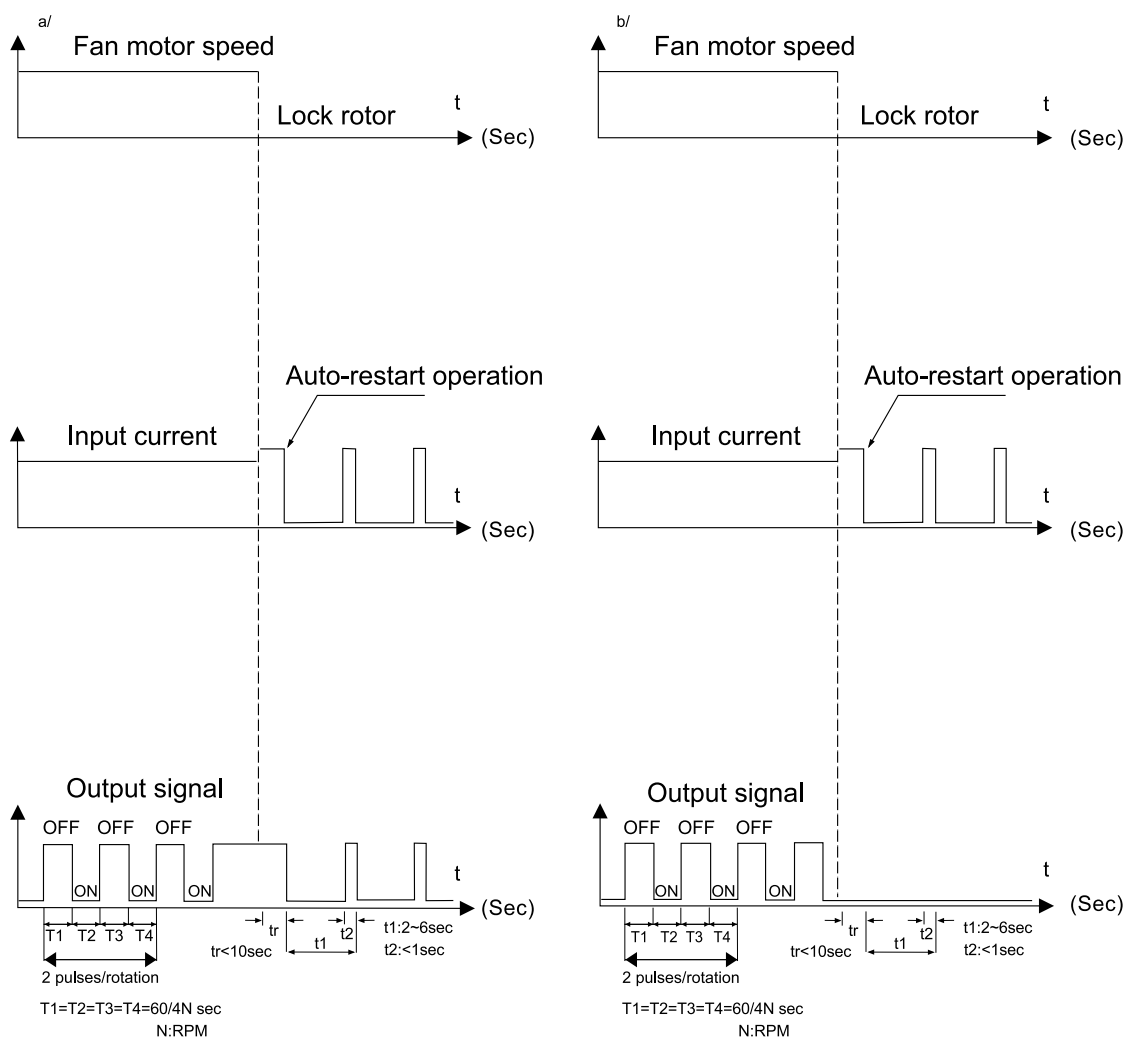 a/
Fan motor speed
t
Lock rotor
(Sec)
Auto-restart operation
Input current
t
(Sec)
Output signal
OFF OFF OFF
ON ON ON
t
(Sec)
T1 T2 T3 T4
tr
t2
t1:2~6sec
tr<10sec
t1
t2:<1sec
2 pulses/rotation
T1=T2=T3=T4=60/4N sec
N:RPM
b/
Fan motor speed
t
Lock rotor
(Sec)
Auto-restart operation
Input current
t
(Sec)
Output signal
OFF OFF OFF
ON ON ON
t
(Sec)
T1 T2 T3 T4
tr
t2
t1:2~6sec
tr<10sec
t1
t2:<1sec
2 pulses/rotation
T1=T2=T3=T4=60/4N sec
N:RPM